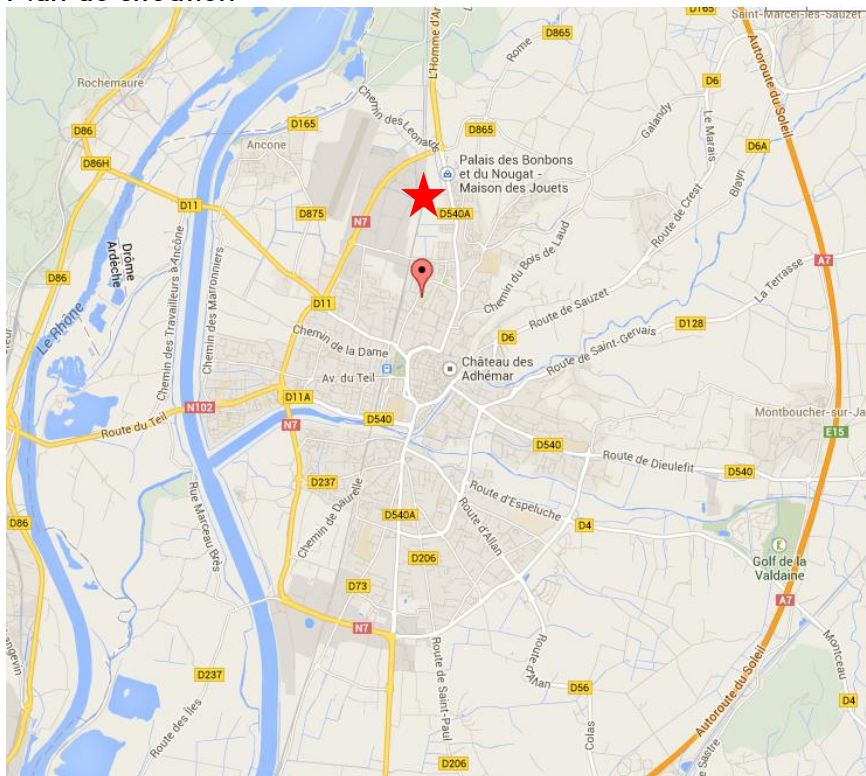 D165
Saint-Marcel-lès-Sauzet
L'Homme d'Ar
D865
Rome
Autoroute du Soleil
Rochemaure
D6
Chemin des Léonards
Le Marais
Galandy
D86
D165
D865
Ancone
D6A
D86H
Palais des Bonbons
et du Nougat -
Maison des Jouets
Blayn
Route de Crest
D11
D875
D540A
N7
Chemin du Bois de Laud
Drôme
Ardèche
D86
A7
La Terrasse
Le Rhône
Chemin des Travailleurs à Ancône
Chemin des Marronniers
D11
Route de Sauzet
D128
Chemin de la Dame
D6
Route de Saint-Gervais
Château des
Adhémar
Av. du Teil
D11A
N102
Montboucher-sur-Ja
Route du Teil
N7
D540
E15
D540
Route de Dieulefit
D540
D237
Route d'Espeluche
Rue Marceau Brès
Chemin de Daurelle
D86
D540A
Route d'Allan
D4
D206
Golf de la
Valdaine
D73
A7
N7
Montceau
angevin
D237
Route de Saint-Paul
Route d'Allan
Autoroute du Soleil
Route des Îles
D56
D4
Colas
Sastre
D206